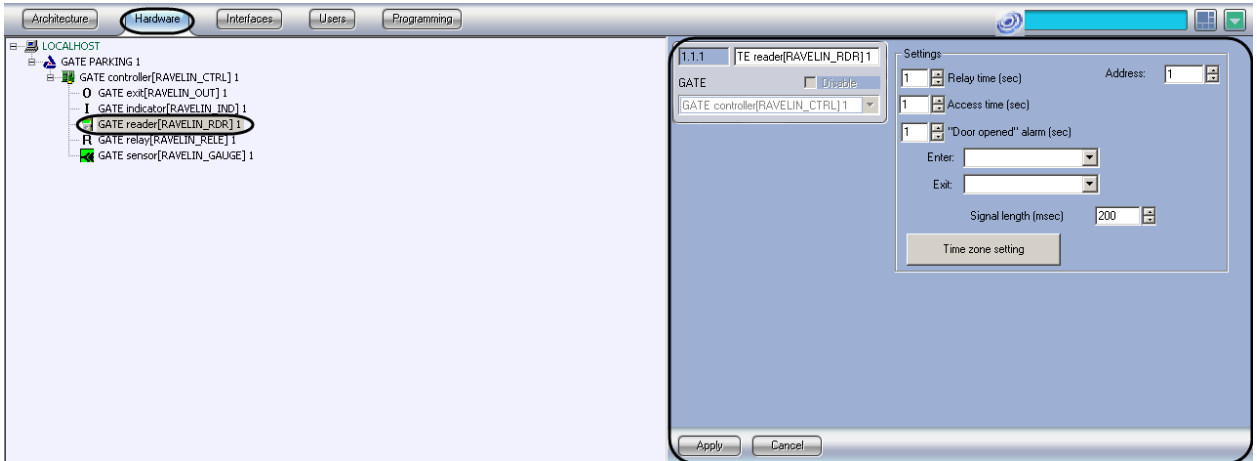 Architecture Hardware Interfaces Users Programming
LOCALHOST
GATE PARKING 1
GATE controller[RAVELIN_CTRL] 1
O GATE exit[RAVELIN_OUT] 1
I GATE indicator[RAVELIN_IND] 1
GATE reader[RAVELIN_RDR] 1
R GATE relay[RAVELIN_RELE] 1
GATE sensor[RAVELIN_GAUGE] 1
1.1.1 TE reader[RAVELIN_RDR] 1
GATE Disable
GATE controller[RAVELIN_CTRL] 1
Settings
1 Relay time (sec) Address: 1
1 Access time (sec)
1 "Door opened" alarm (sec)
Enter:
Exit:
Signal length (msec) 200
Time zone setting
Apply Cancel